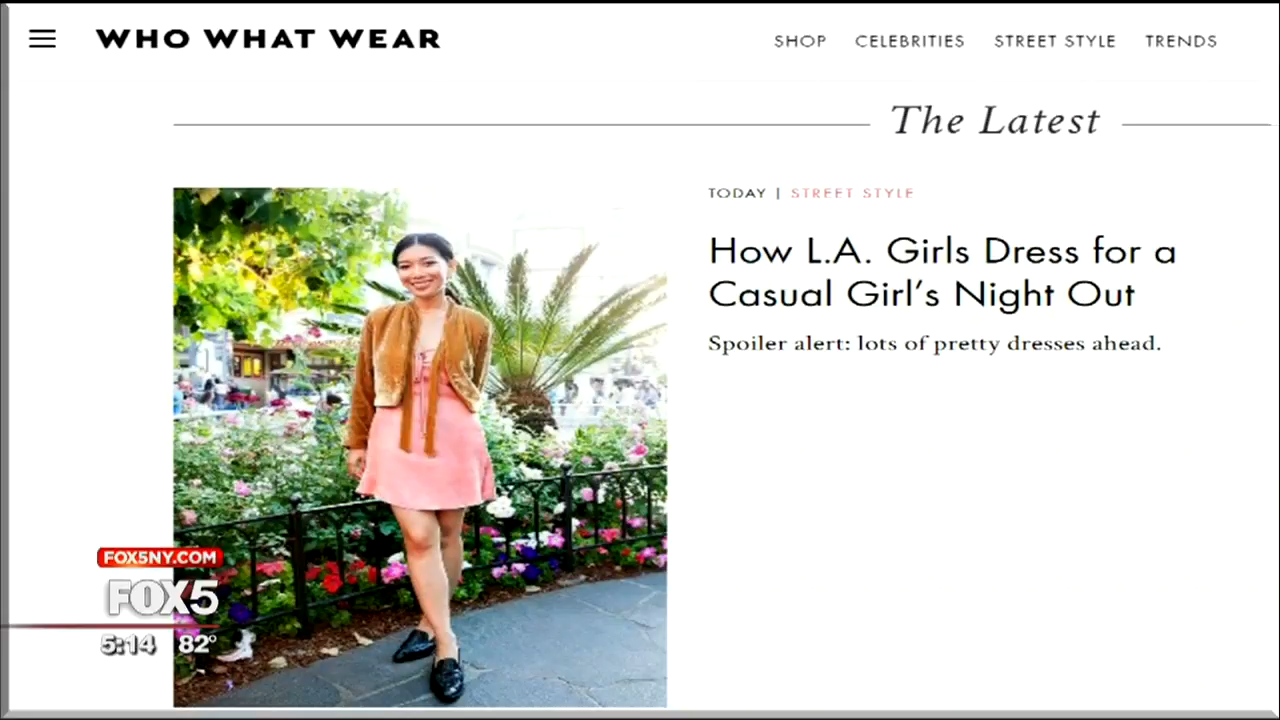 WHO WHAT WEAR
SHOP CELEBRITIES STREET STYLE TRENDS
The Latest
TODAY | STREET STYLE
How L.A. Girls Dress for a
Casual Girl's Night Out
Spoiler alert: lots of pretty dresses ahead.
FOX5NY.COM
FOX5
5:14 82°